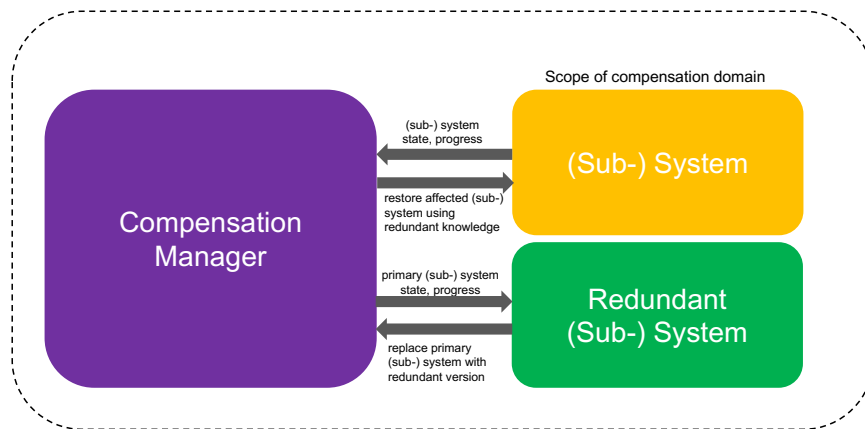 Scope of compensation domain
(sub-) system
state, progress
(Sub-) System
restore affected (sub-)
system using
redundant knowledge
Compensation
Manager
primary (sub-) system
state, progress
Redundant
(Sub-) System
replace primary
(sub-) system with
redundant version